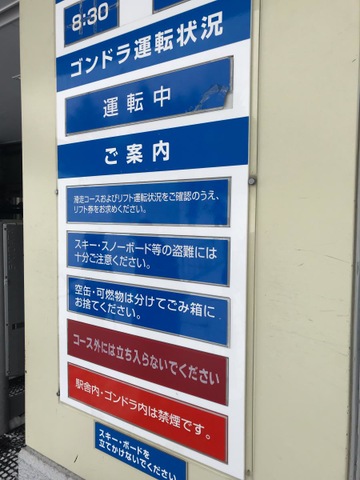 8:30
ゴンドラ運転状況
運転中
ご案内
滑走コースおよびリフト運転状況をご確認のうえ、
リフト券をお求めください。
スキー・スノーボード等の盗難には
十分ご注意ください。
空缶・可燃物は分けてごみ箱に
お捨てください。
コース外には立ち入らないでください
駅舎内・ゴンドラ内は禁煙です。
スキー・ボードを
立てかけないでください